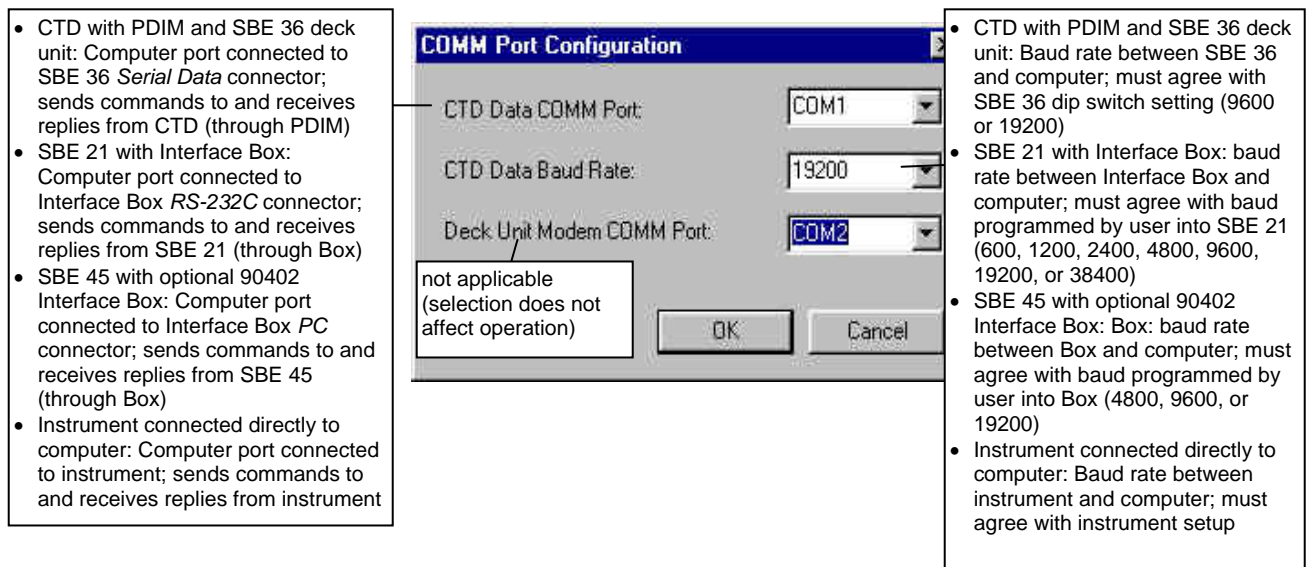 • CTD with PDIM and SBE 36 deck
unit: Computer port connected to
SBE 36 Serial Data connector;
sends commands to and receives
replies from CTD (through PDIM)
• SBE 21 with Interface Box:
Computer port connected to
Interface Box RS-232C connector;
sends commands to and receives
replies from SBE 21 (through Box)
• SBE 45 with optional 90402
Interface Box: Computer port
connected to Interface Box PC
connector; sends commands to and
receives replies from SBE 45
(through Box)
• Instrument connected directly to
computer: Computer port connected
to instrument; sends commands to
and receives replies from instrument
COMM Port Configuration
CTD Data COMM Port:
COM1
CTD Data Baud Rate:
19200
Deck Unit Modem COMM Port:
COM2
not applicable
(selection does not
affect operation)
OK
Cancel
• CTD with PDIM and SBE 36 deck
unit: Baud rate between SBE 36
and computer; must agree with
SBE 36 dip switch setting (9600
or 19200)
• SBE 21 with Interface Box: baud
rate between Interface Box and
computer; must agree with baud
programmed by user into SBE 21
(600, 1200, 2400, 4800, 9600,
19200, or 38400)
• SBE 45 with optional 90402
Interface Box: Box: baud rate
between Box and computer; must
agree with baud programmed by
user into Box (4800, 9600, or
19200)
• Instrument connected directly to
computer: Baud rate between
instrument and computer; must
agree with instrument setup